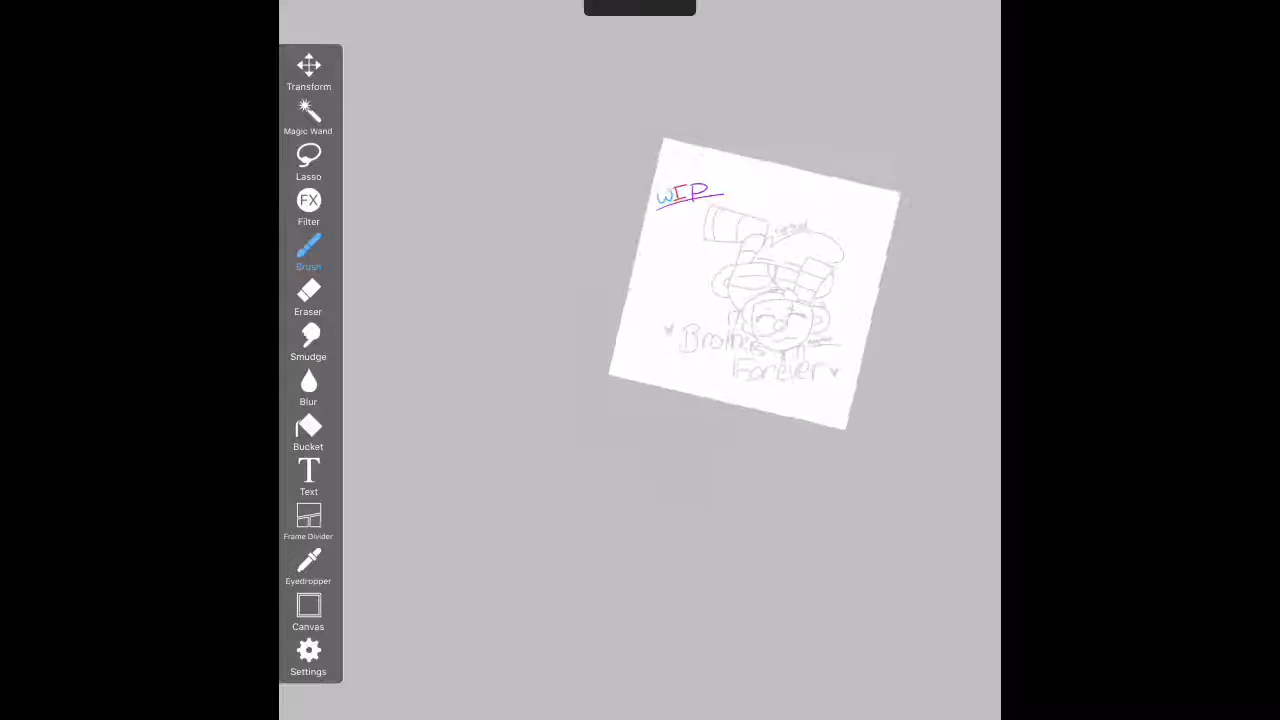 Transform
Magic Wand
Lasso
FX
Filter
Brush
Eraser
Smudge
Blur
Bucket
T
Text
Frame Divider
Eyedropper
Canvas
Settings
WIP
Brothers
Forever